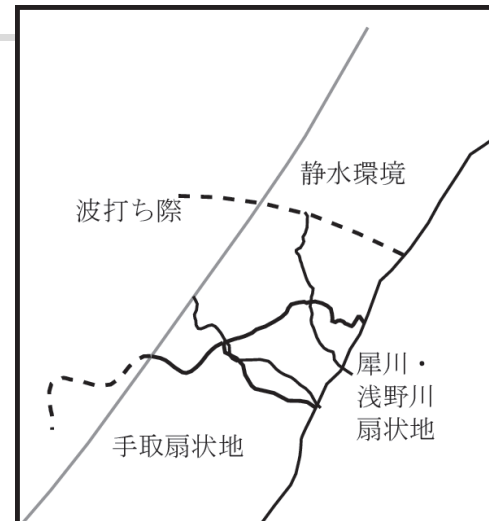 静水環境
波打ち際
犀川・
浅野川
扇状地
手取扇状地